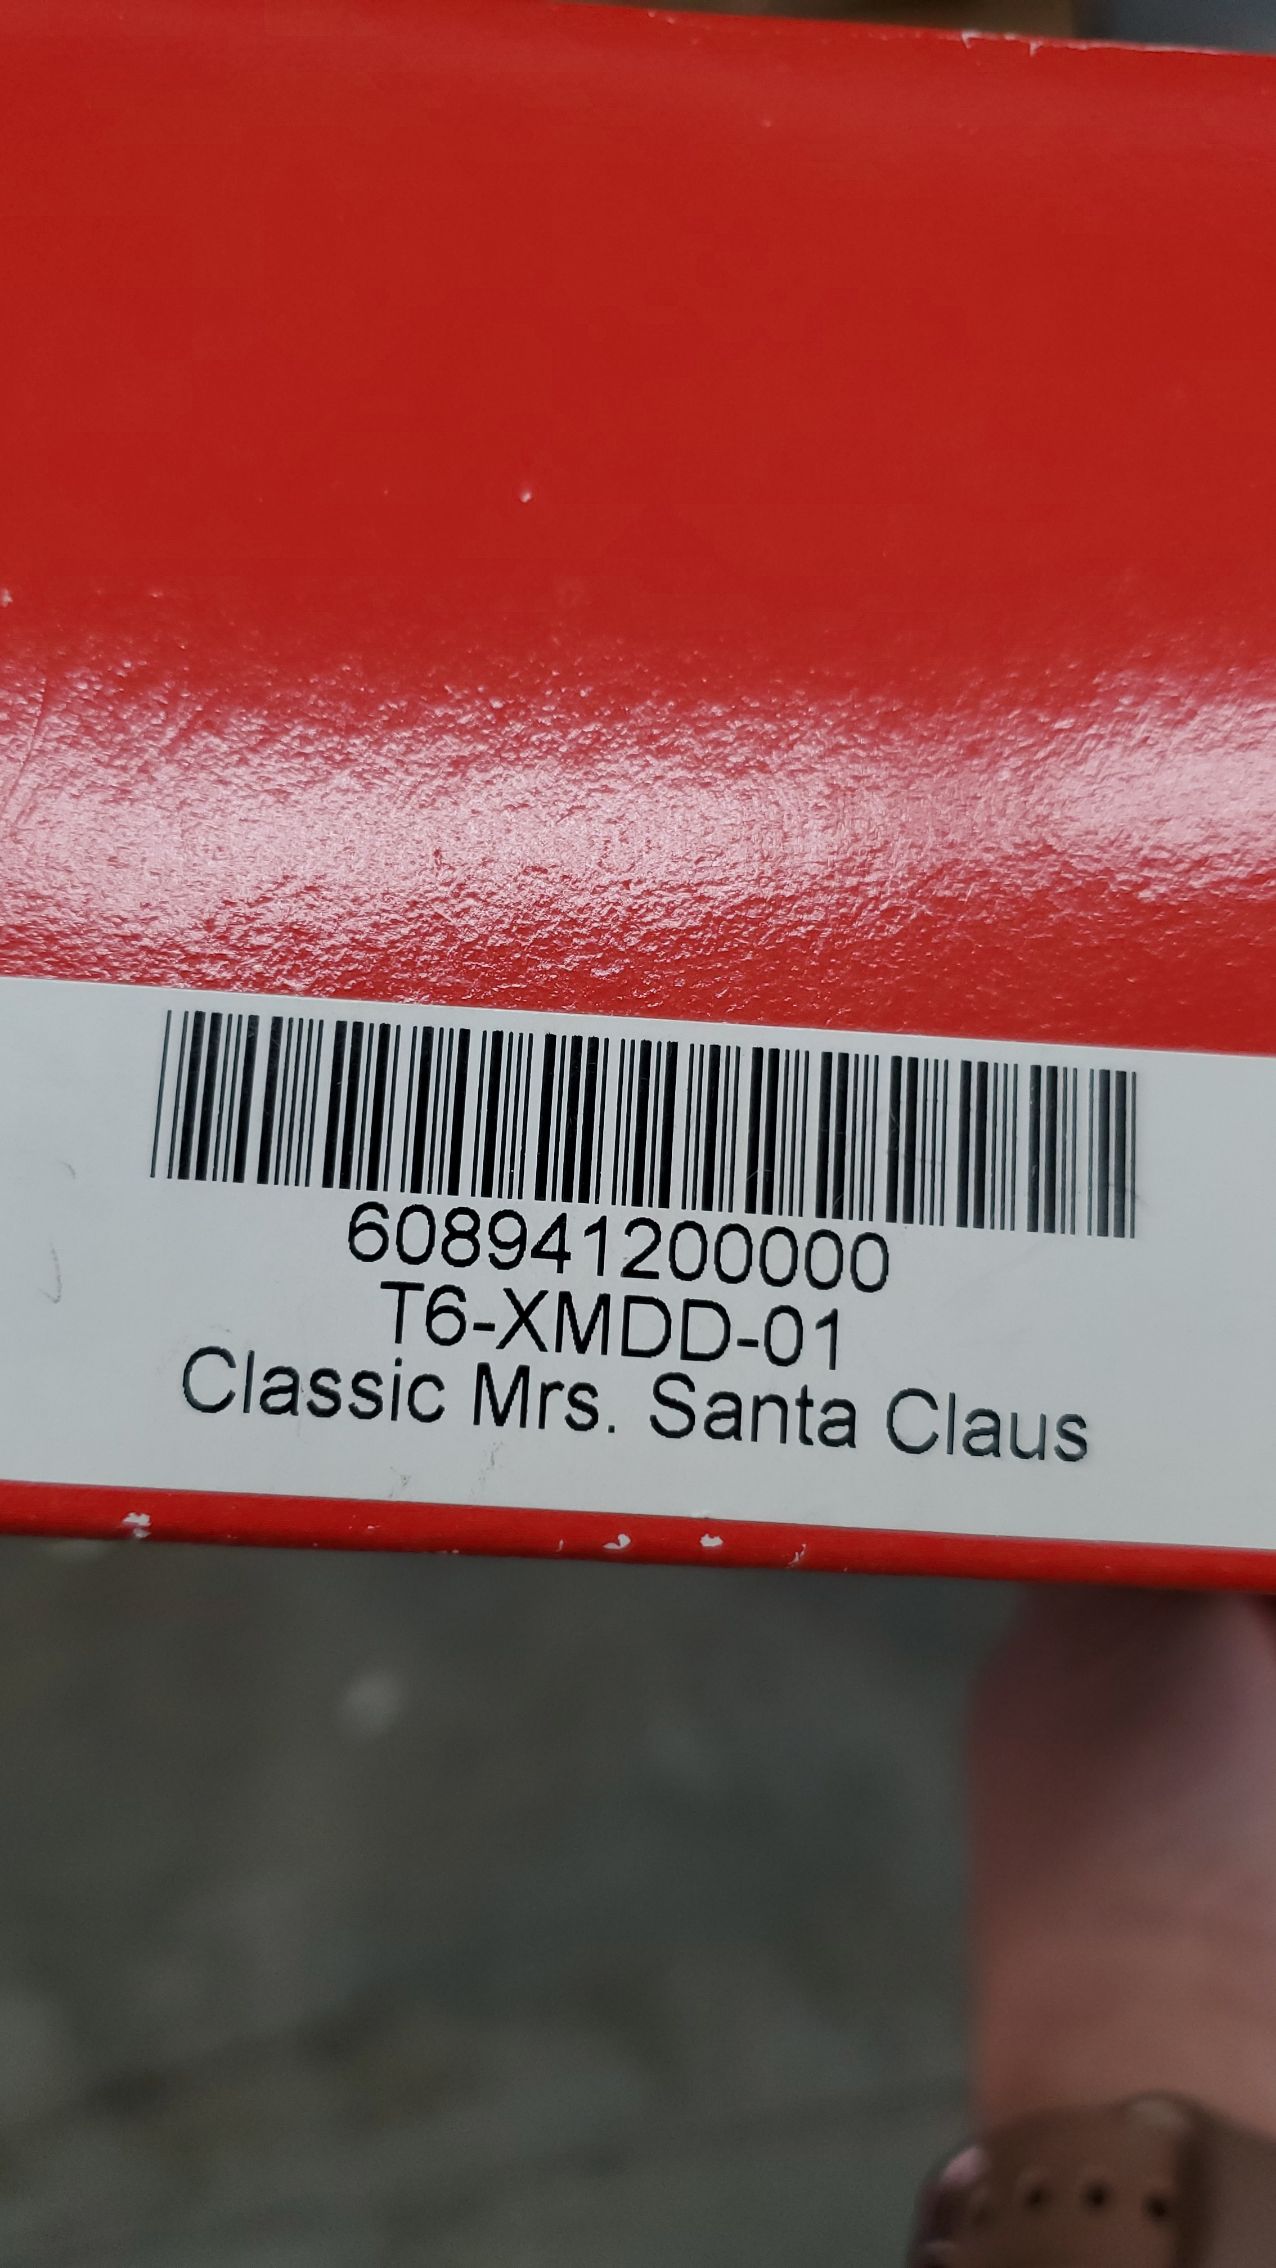 608941200000
T6-XMDD-01
Classic Mrs. Santa Claus